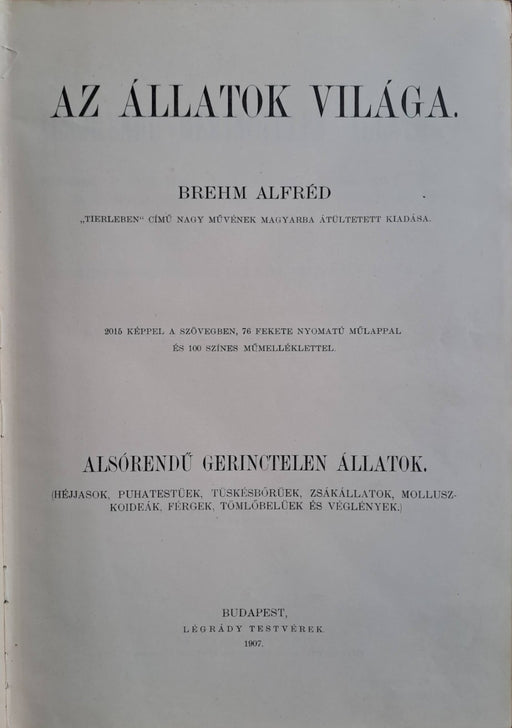 AZ ÁLLATOK VILÁGA.
BREHM ALFRÉD
„TIERLEBEN“ CÍMŰ NAGY MŰVÉNEK MAGYARBA ÁTÜLTETETT KIADÁSA.
2015 KÉPPEL A SZÖVEGBEN, 76 FEKETE NYOMATÚ MŰLAPPAL
ÉS 100 SZÍNES MŰMELLÉKLETTEL.
ALSÓRENDŰ GERINCTELEN ÁLLATOK.
(HÉJJASOK, PUHATESTŰEK, TÜSKÉSBŐRÜEK, ZSÁKÁLLATOK, MOLLUSZ-
KOIDEÁK, FÉRGEK, TÖMLŐBELÜEK ÉS VÉGLÉNYEK.)
BUDAPEST,
LÉGRÁDY TESTVÉREK.
1907.